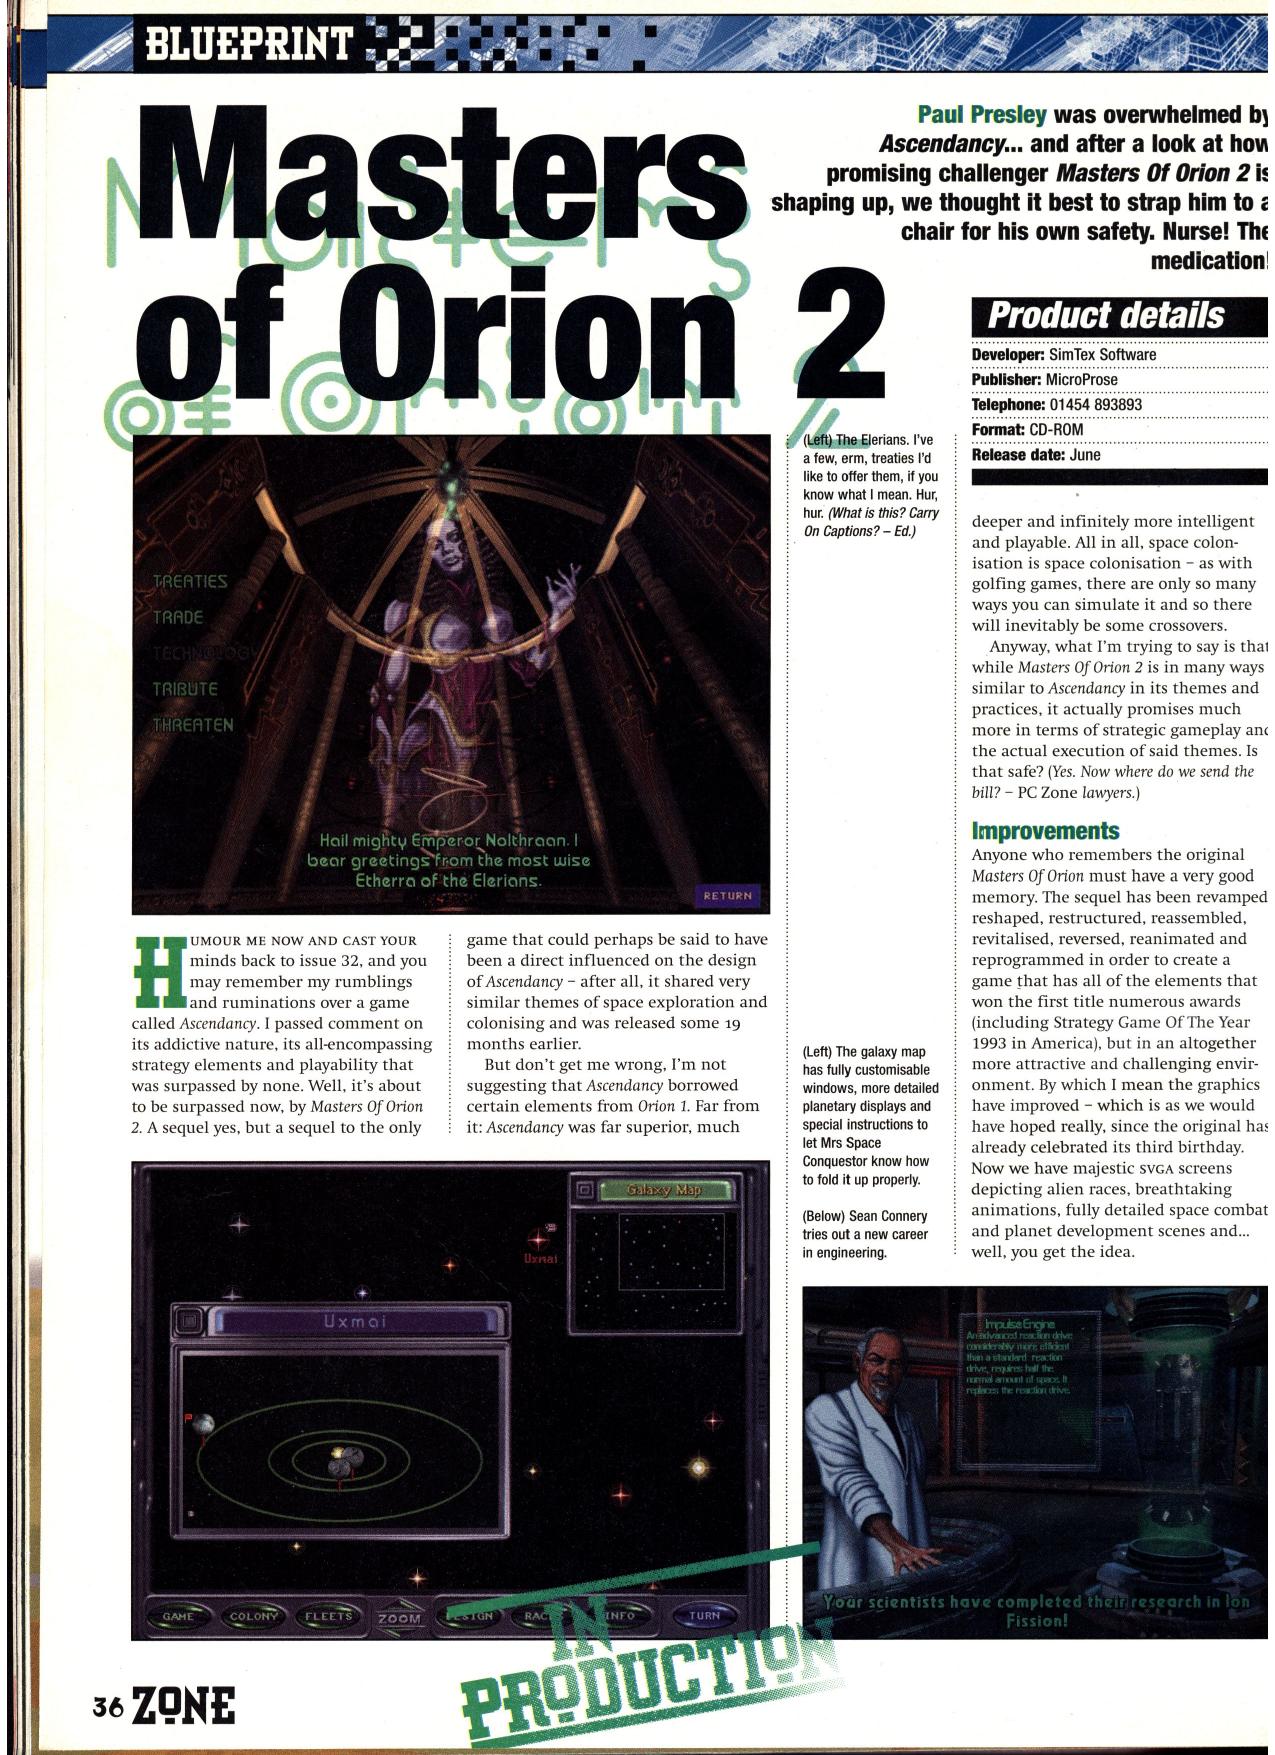 BLUEPRINT
Masters
of Orion 2
Paul Presley was overwhelmed by
Ascendancy... and after a look at how
promising challenger Masters Of Orion 2 is
shaping up, we thought it best to strap him to a
chair for his own safety. Nurse! The
medication!
Product details
Developer: SimTex Software
Publisher: MicroProse
Telephone: 01454 893893
Format: CD-ROM
Release date: June
TREATIES
TRADE
TECHNOLOGY
TRIBUTE
THREATEN
Hail mighty Emperor Nolthraan. I
bear greetings from the most wise
Etherra of the Elerians.
RETURN
(Left) The Elerians. I've
a few, erm, treaties I'd
like to offer them, if you
know what I mean. Hur,
hur. (What is this? Carry
On Captions? – Ed.)
HUMOUR ME NOW AND CAST YOUR
minds back to issue 32, and you
may remember my rumblings
and ruminations over a game
called Ascendancy. I passed comment on
its addictive nature, its all-encompassing
strategy elements and playability that
was surpassed by none. Well, it's about
to be surpassed now, by Masters Of Orion
2. A sequel yes, but a sequel to the only
game that could perhaps be said to have
been a direct influenced on the design
of Ascendancy – after all, it shared very
similar themes of space exploration and
colonising and was released some 19
months earlier.
But don't get me wrong, I'm not
suggesting that Ascendancy borrowed
certain elements from Orion 1. Far from
it: Ascendancy was far superior, much
deeper and infinitely more intelligent
and playable. All in all, space colon-
isation is space colonisation – as with
golfing games, there are only so many
ways you can simulate it and so there
will inevitably be some crossovers.
Anyway, what I'm trying to say is that
while Masters Of Orion 2 is in many ways
similar to Ascendancy in its themes and
practices, it actually promises much
more in terms of strategic gameplay and
the actual execution of said themes. Is
that safe? (Yes. Now where do we send the
bill? – PC Zone lawyers.)
Improvements
Anyone who remembers the original
Masters Of Orion must have a very good
memory. The sequel has been revamped
reshaped, restructured, reassembled,
revitalised, reversed, reanimated and
reprogrammed in order to create a
game that has all of the elements that
won the first title numerous awards
(including Strategy Game Of The Year
1993 in America), but in an altogether
more attractive and challenging envir-
onment. By which I mean the graphics
have improved – which is as we would
have hoped really, since the original has
already celebrated its third birthday.
Now we have majestic SVGA screens
depicting alien races, breathtaking
animations, fully detailed space combat
and planet development scenes and...
well, you get the idea.
(Left) The galaxy map
has fully customisable
windows, more detailed
planetary displays and
special instructions to
let Mrs Space
Conquestor know how
to fold it up properly.
(Below) Sean Connery
tries out a new career
in engineering.
Galaxy Map
Uxmai
Uxmai
GAME
COLONY
FLEETS
ZOOM
DESIGN
RACES
INFO
TURN
Impulse Engine
An advanced reaction drive
considerably more efficient
than a standard reaction
drive, requires half the
normal amount of space. It
replaces the reaction drive.
Your scientists have completed their research in Ion
Fission!
IN
PRODUCTION
36 ZONE